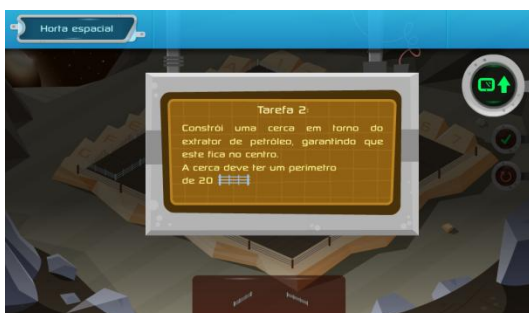 Horta espacial
Tarefa 2:
Constrói uma cerca em torno do
extrator de petróleo, garantindo que
este fica no centro.
A cerca deve ter um perímetro
de 20